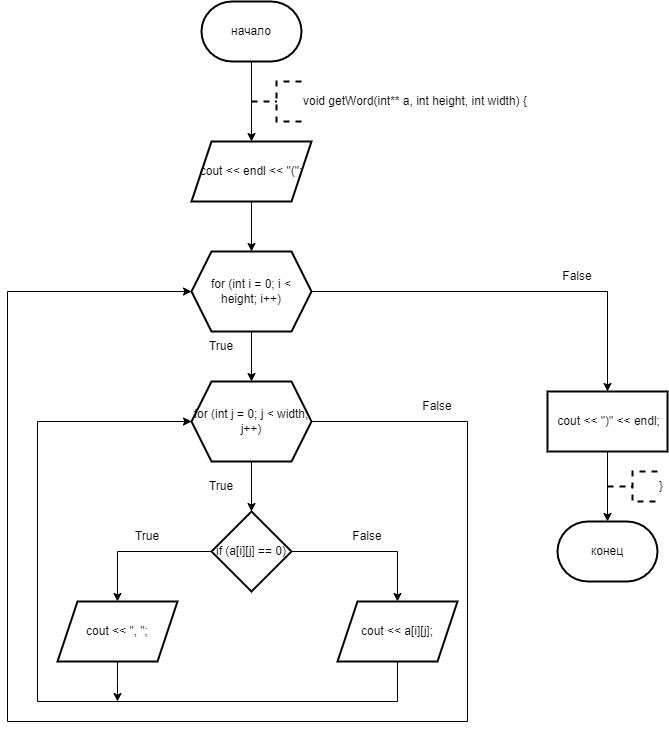 начало
void getWord(int** a, int height, int width) {
cout << endl << "(";
for (int i = 0; i <
height; i++)
False
True
for (int j = 0; j < width;
j++)
False
cout << ")" << endl;
True
}
True
False
if (a[i][j] == 0)
конец
cout << ", ";
cout << a[i][j];